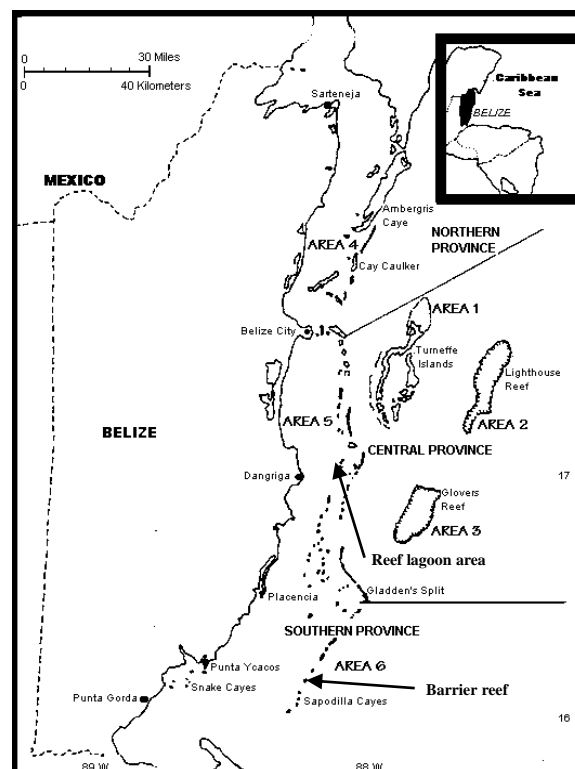 0 30 Miles
0 40 Kilometers
Sarteneja
Caribbean
Sea
BELIZE
MEXICO
Ambergris
Caye
NORTHERN
PROVINCE
AREA 4
Cay Caulker
AREA 1
Belize City
Turneffe
Islands
Lighthouse
Reef
AREA 5
AREA 2
BELIZE
CENTRAL PROVINCE
Dangriga
17
Glovers
Reef
AREA 3
Reef lagoon area
Placencia
Gladden's Split
SOUTHERN PROVINCE
Punta Ycacos
AREA 6
Snake Cayes
Barrier reef
Punta Gorda
Sapodilla Cayes
16
89 W
88